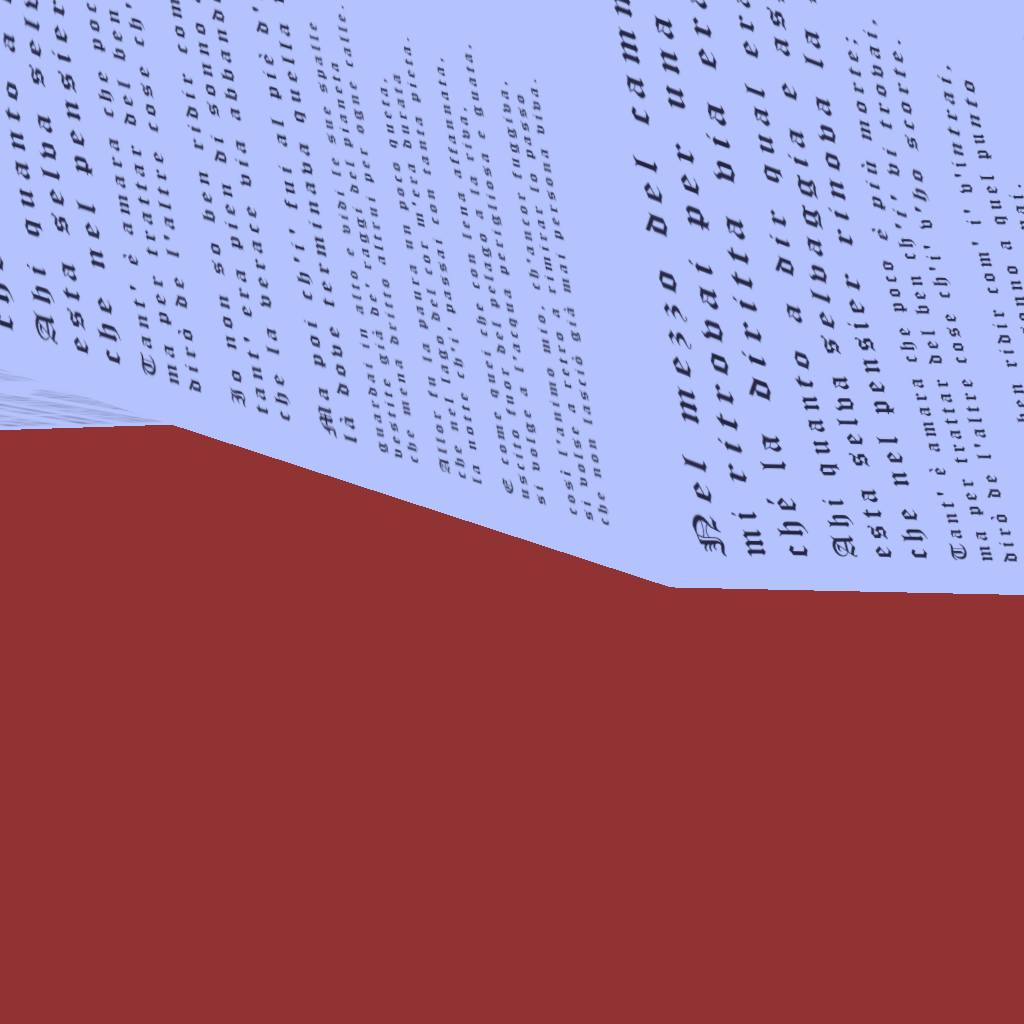 Ahi quanto a
esta selva selv
che nel pensier
Tant' è amara che poc
ma per trattar del ben
dirò de l'altre cose ch'
Io non so ben ridir com
tant' era pien di sonno
che la verace via abband
Ma poi ch'i' fui al piè d'
là dove terminava quella
guardai in alto e vidi le sue spalle
vestite già de' raggi del pianeta
che mena dritto altrui per ogne calle.
Allor fu la paura un poco queta,
che nel lago del cor m'era durata
la notte ch'i' passai con tanta pieta.
E come quei che con lena affannata,
uscito fuor del pelago a la riva,
si volge a l'acqua perigliosa e guata,
così l'animo mio, ch'ancor fuggiva,
si volse a retro a rimirar lo passo
che non lasciò già mai persona viva.
Nel mezzo del camm
mi ritrovai per una
ché la diritta via era
Ahi quanto a dir qual era
esta selva selvaggia e as
che nel pensier rinova la
Tant' è amara che poco è più morte;
ma per trattar del ben ch'i' vi trovai,
dirò de l'altre cose ch'i' v'ho scorte.
ben ridir com' i' v'intrai,
sonno a quel punto